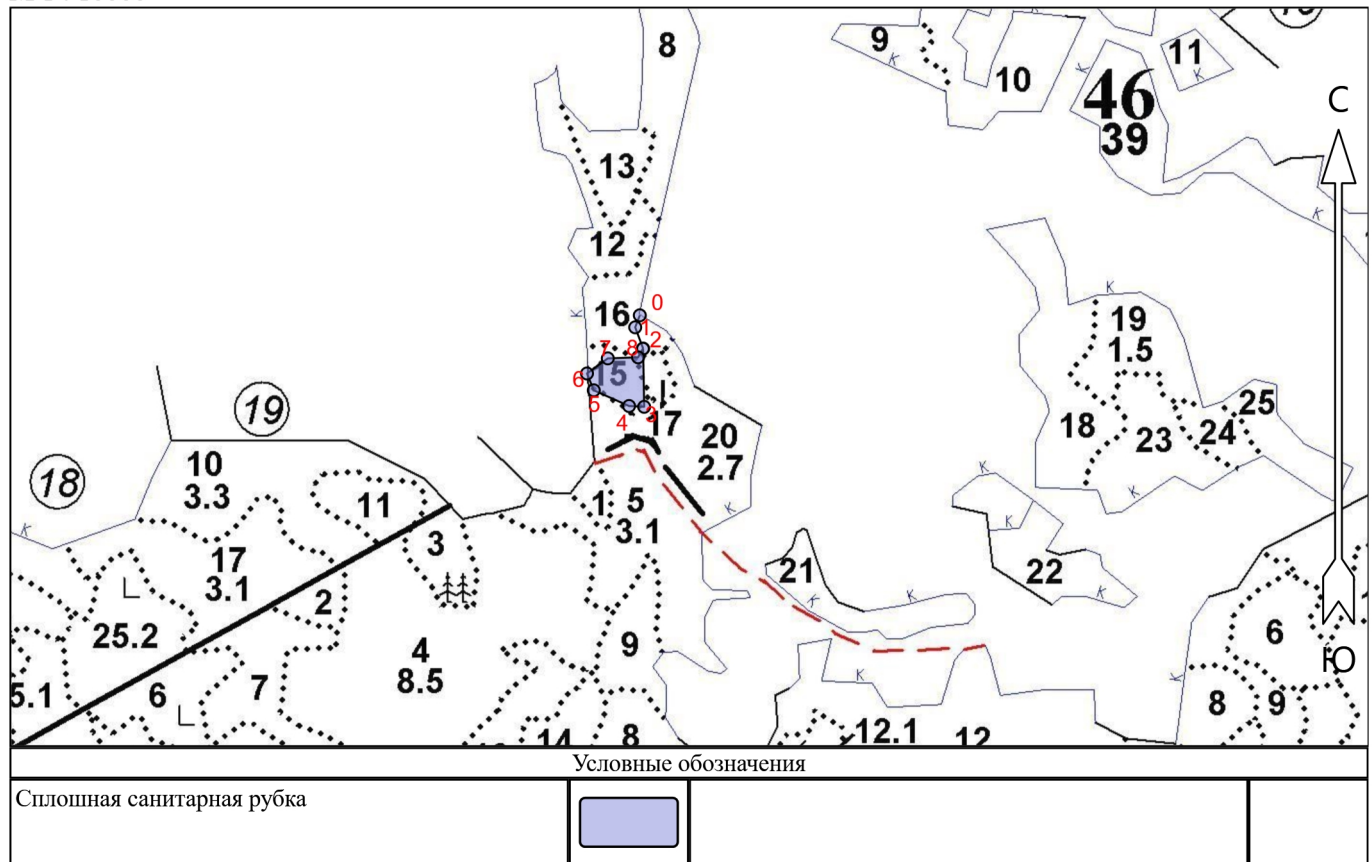 8
9
К
10
11
К
К
46
39
С
13
12
К
16
0
1
2
7
8
15
6
5
4
3
17
К
К
19
1.5
18
23
24
25
К
20
2.7
К
19
18
К
10
3.3
11
3
17
3.1
2
25.2
5.1
6
7
4
8.5
1
5
3.1
9
8
14
21
К
К
22
К
К
К
К
12.1
12
К
6
8
9
Ю
Условные обозначения
Сплошная санитарная рубка